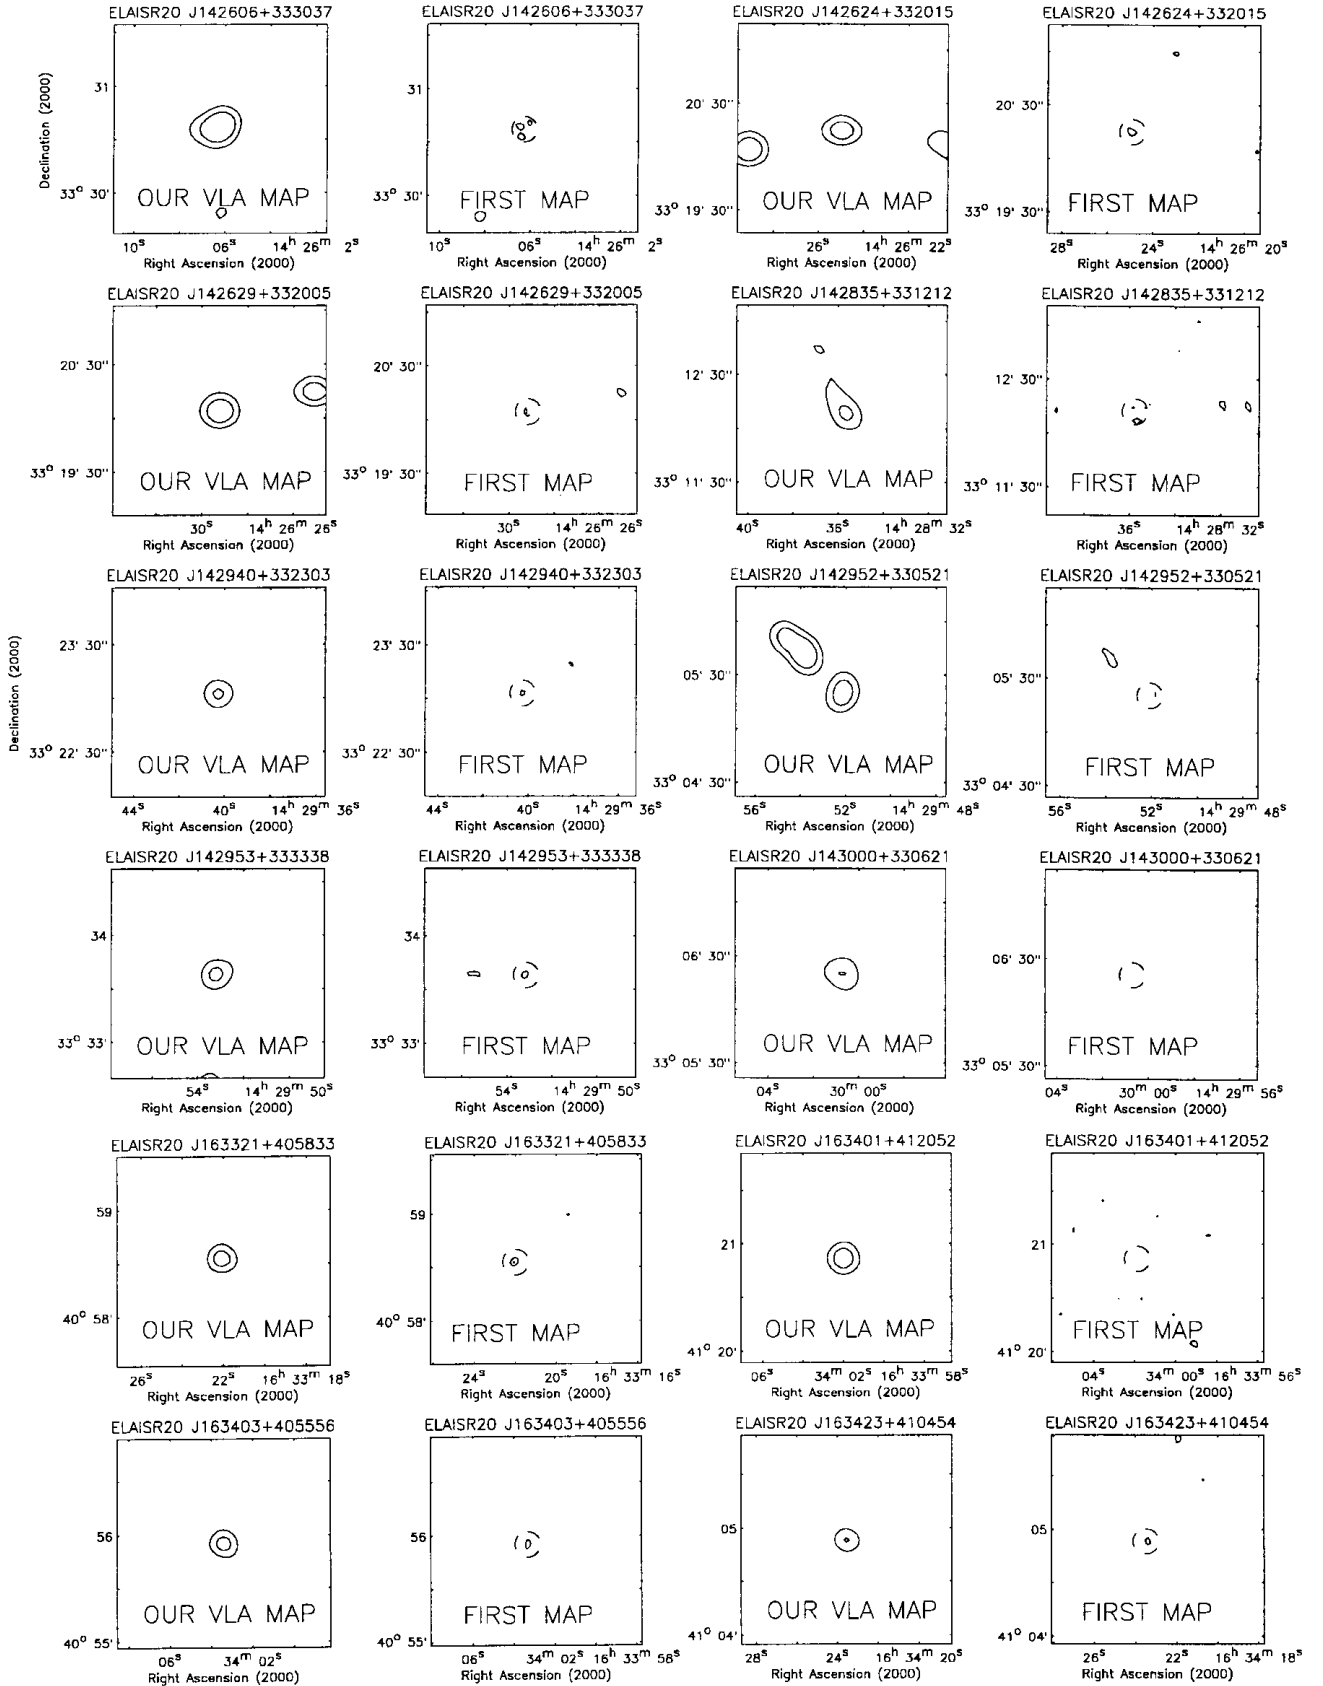 ELAISR20 J142606+333037 ELAISR20 J142606+333037 ELAISR20 J142624+332015 ELAISR20 J142624+332015
Declination (2000)
31 31 20' 30" 20' 30"
33° 30' 33° 30' 33° 19' 30" 33° 19' 30"
OUR VLA MAP FIRST MAP OUR VLA MAP FIRST MAP
10s 06s 14h 26m 2s 10s 06s 14h 26m 2s 26s 14h 26m 22s 28s 24s 14h 26m 20s
Right Ascension (2000) Right Ascension (2000) Right Ascension (2000) Right Ascension (2000)
ELAISR20 J142629+332005 ELAISR20 J142629+332005 ELAISR20 J142835+331212 ELAISR20 J142835+331212
20' 30" 20' 30" 12' 30" 12' 30"
33° 19' 30" 33° 19' 30" 33° 11' 30" 33° 11' 30"
OUR VLA MAP FIRST MAP OUR VLA MAP FIRST MAP
30s 14h 26m 26s 30s 14h 26m 26s 40s 36s 14h 28m 32s 36s 14h 28m 32s
Right Ascension (2000) Right Ascension (2000) Right Ascension (2000) Right Ascension (2000)
ELAISR20 J142940+332303 ELAISR20 J142940+332303 ELAISR20 J142952+330521 ELAISR20 J142952+330521
Declination (2000)
23' 30" 23' 30" 05' 30" 05' 30"
33° 22' 30" 33° 22' 30" 33° 04' 30" 33° 04' 30"
OUR VLA MAP FIRST MAP OUR VLA MAP FIRST MAP
44s 40s 14h 29m 36s 44s 40s 14h 29m 36s 56s 52s 14h 29m 48s 56s 52s 14h 29m 48s
Right Ascension (2000) Right Ascension (2000) Right Ascension (2000) Right Ascension (2000)
ELAISR20 J142953+333338 ELAISR20 J142953+333338 ELAISR20 J143000+330621 ELAISR20 J143000+330621
34 34 06' 30" 06' 30"
33° 33' 33° 33' 33° 05' 30" 33° 05' 30"
OUR VLA MAP FIRST MAP OUR VLA MAP FIRST MAP
54s 14h 29m 50s 54s 14h 29m 50s 04s 30m 00s 04s 30m 00s 14h 29m 56s
Right Ascension (2000) Right Ascension (2000) Right Ascension (2000) Right Ascension (2000)
ELAISR20 J163321+405833 ELAISR20 J163321+405833 ELAISR20 J163401+412052 ELAISR20 J163401+412052
59 59 21 21
40° 58' 40° 58' 41° 20' 41° 20'
OUR VLA MAP FIRST MAP OUR VLA MAP FIRST MAP
26s 22s 16h 33m 18s 24s 20s 16h 33m 16s 06s 34m 02s 16h 33m 58s 04s 34m 00s 16h 33m 56s
Right Ascension (2000) Right Ascension (2000) Right Ascension (2000) Right Ascension (2000)
ELAISR20 J163403+405556 ELAISR20 J163403+405556 ELAISR20 J163423+410454 ELAISR20 J163423+410454
56 56 05 05
40° 55' 40° 55' 41° 04' 41° 04'
OUR VLA MAP FIRST MAP OUR VLA MAP FIRST MAP
06s 34m 02s 06s 34m 02s 16h 33m 58s 28s 24s 16h 34m 20s 26s 22s 16h 34m 18s
Right Ascension (2000) Right Ascension (2000) Right Ascension (2000) Right Ascension (2000)